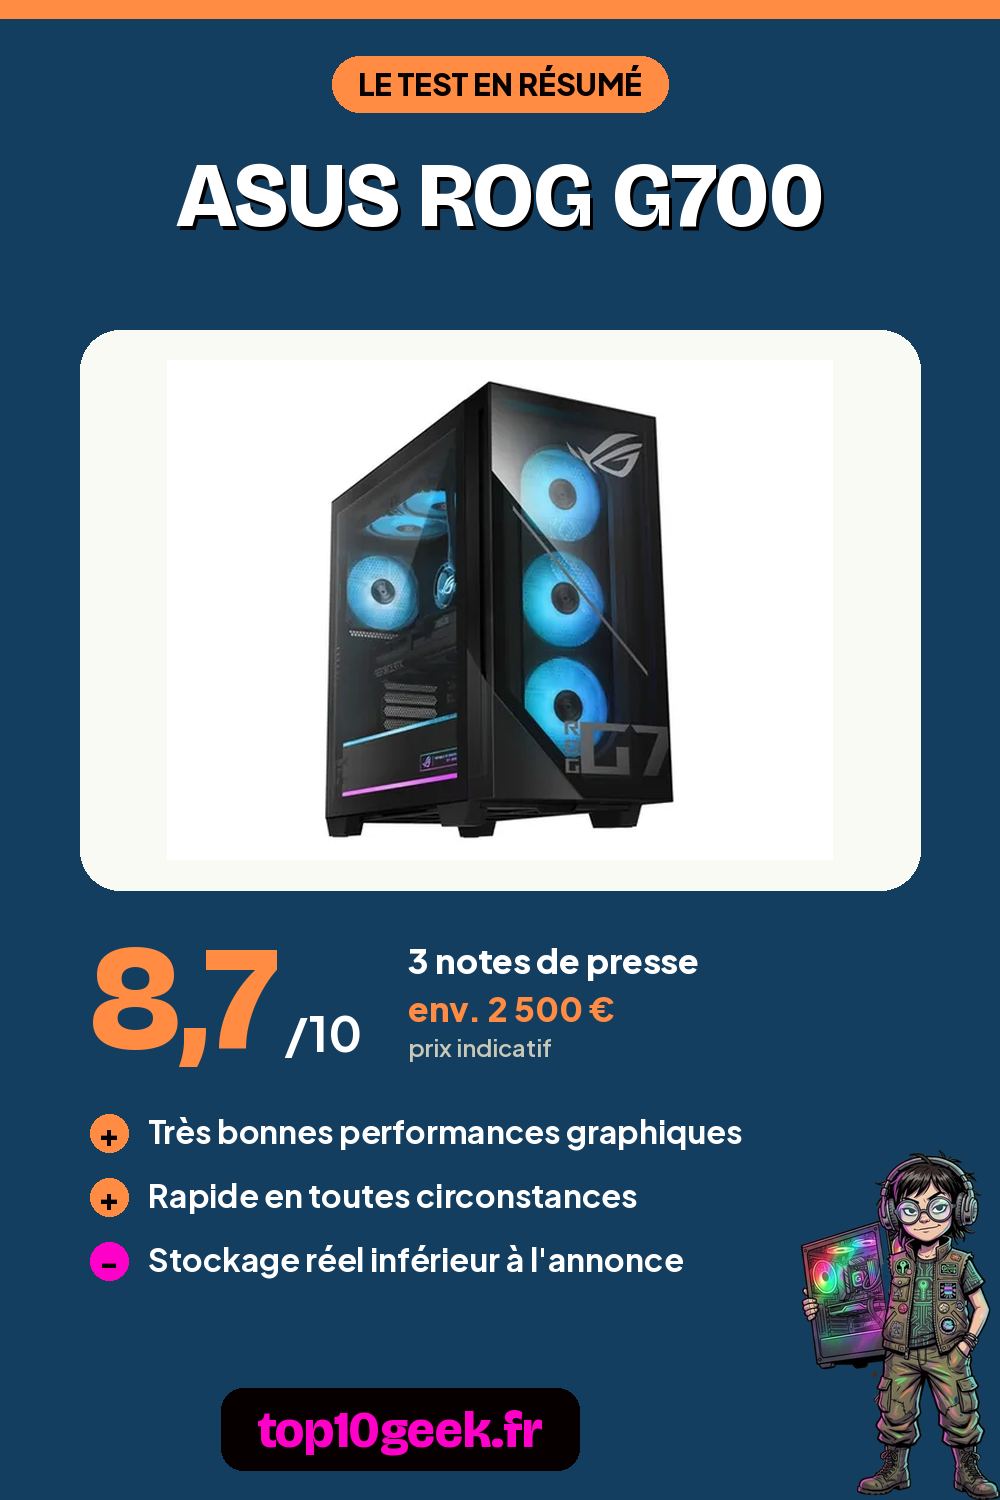 LE TEST EN RÉSUMÉ
ASUS ROG G700
G7
8,7 /10
3 notes de presse
env. 2 500 €
prix indicatif
+ Très bonnes performances graphiques
+ Rapide en toutes circonstances
- Stockage réel inférieur à l'annonce
top10geek.fr